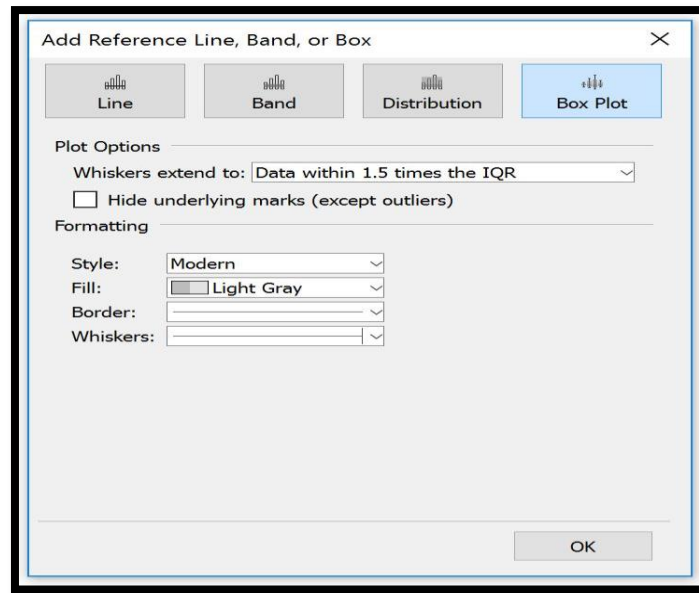 Add Reference Line, Band, or Box
Line Band Distribution Box Plot
Plot Options
Whiskers extend to: Data within 1.5 times the IQR
Hide underlying marks (except outliers)
Formatting
Style: Modern
Fill: Light Gray
Border:
Whiskers:
OK